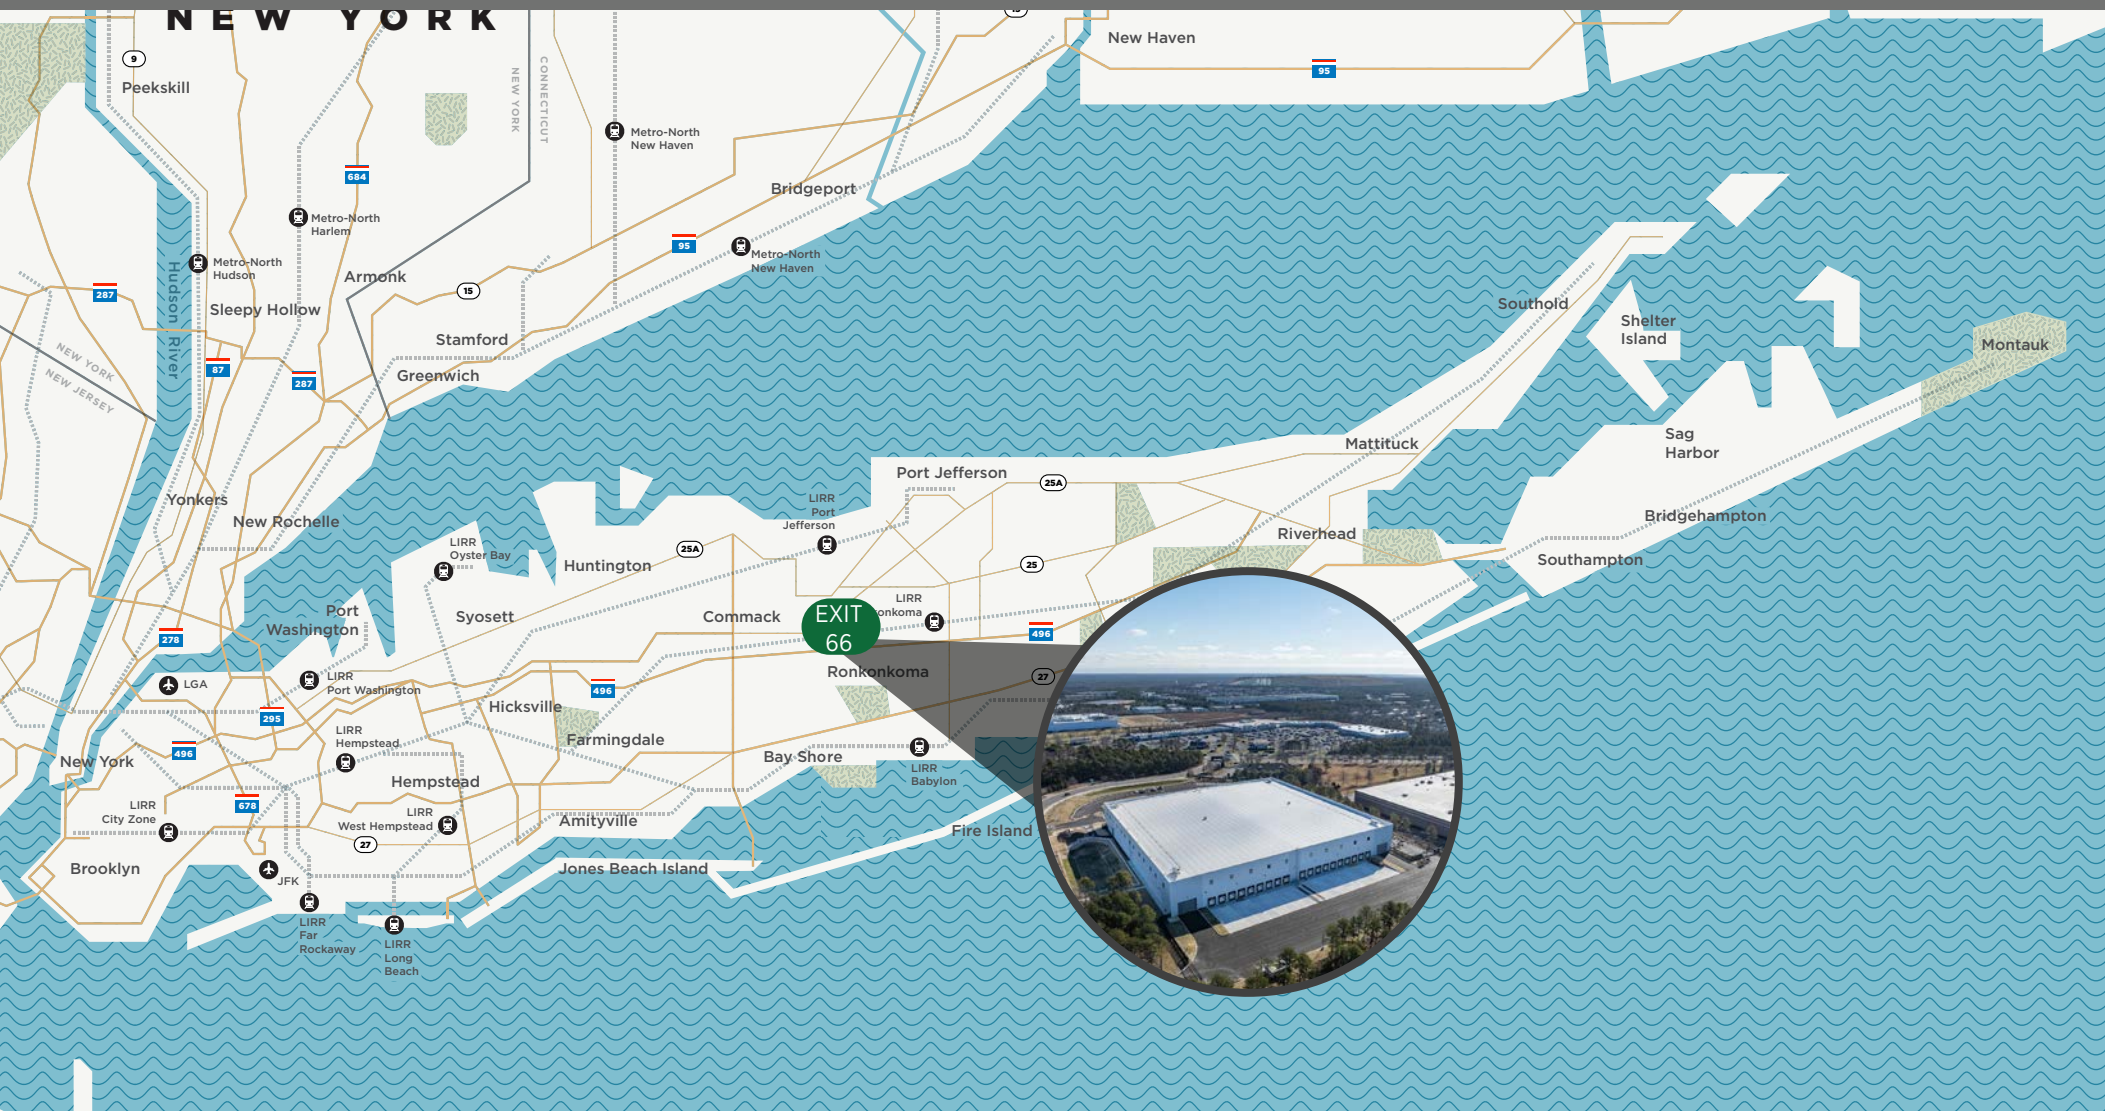 NEW YORK
15
9
Peekskill
NEW YORK
CONNECTICUT
New Haven
95
Metro-North
New Haven
684
Bridgeport
Metro-North
Harlem
95
Metro-North
New Haven
Metro-North
Hudson
Hudson River
Armonk
287
15
Sleepy Hollow
Southold
Shelter
Island
Montauk
Stamford
NEW YORK
NEW JERSEY
87
287
Greenwich
Sag
Harbor
Mattituck
Port Jefferson
25A
Yonkers
New Rochelle
LIRR
Port
Jefferson
Bridgehampton
Riverhead
LIRR
Oyster Bay
25A
Huntington
25
Southampton
Port
Washington
Syosett
Commack
EXIT
66
LIRR
onkoma
278
496
Ronkonkoma
27
LGA
LIRR
Port Washington
496
Hicksville
295
LIRR
Hempstead
Farmingdale
496
New York
Bay Shore
LIRR
Babylon
Hempstead
678
LIRR
City Zone
LIRR
West Hempstead
Amityville
Fire Island
27
Brooklyn
JFK
Jones Beach Island
LIRR
Far
Rockaway
LIRR
Long
Beach